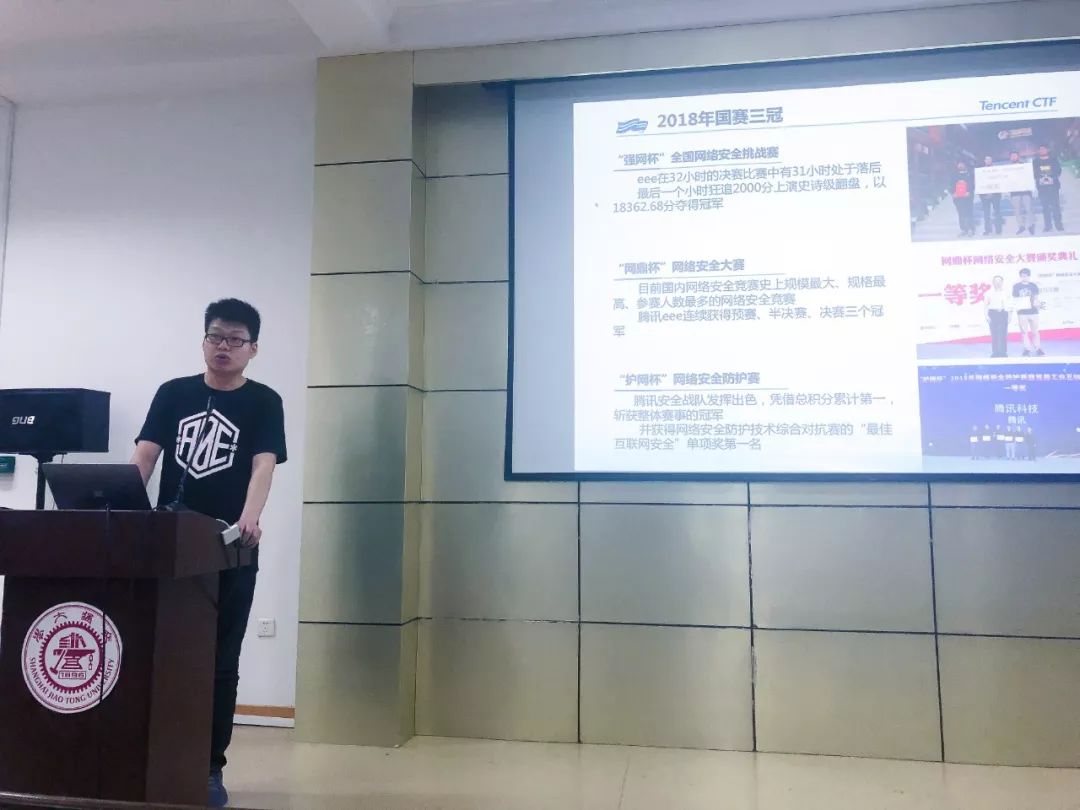 2018年国赛三冠
Tencent CTF
“强网杯”全国网络安全挑战赛
eee在32小时的决赛比赛中有31小时处于落后
最后一个小时狂追2000分上演史诗级翻盘，以
18362.68分夺得冠军
“网鼎杯”网络安全大赛
目前国内网络安全竞赛史上规模最大、规格最
高、参赛人数最多的网络安全竞赛
腾讯eee连续获得预赛、半决赛、决赛三个冠
军
“护网杯”网络安全防护赛
腾讯安全战队发挥出色，凭借总积分累计第一，
斩获整体赛事的冠军
并获得网络安全防护技术综合对抗赛的“最佳
互联网安全”单项奖第一名
网鼎杯网络安全大赛颁奖典礼
一等奖
一等奖
腾讯科技
腾讯
BMB
A0E
SHANGHAI JIAO TONG UNIVERSITY
1896